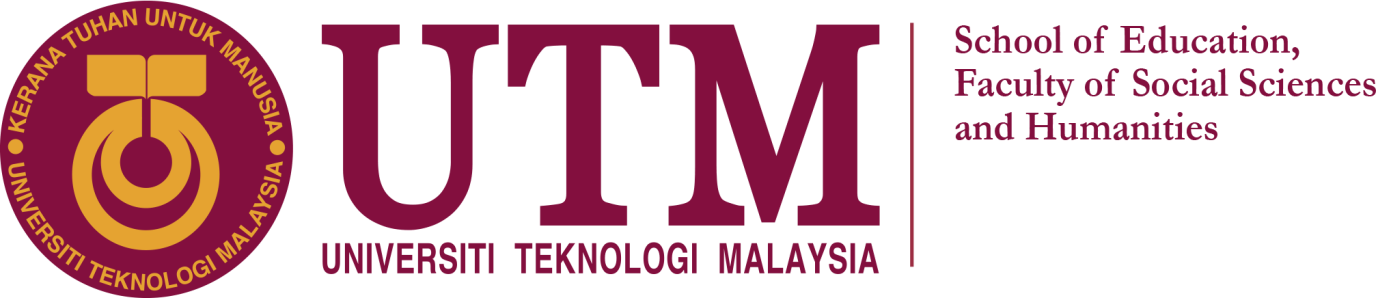 KERANA TUHAN UNTUK MANUSIA
UNIVERSITI TEKNOLOGI MALAYSIA
UTM
UNIVERSITI TEKNOLOGI MALAYSIA
School of Education,
Faculty of Social Sciences
and Humanities